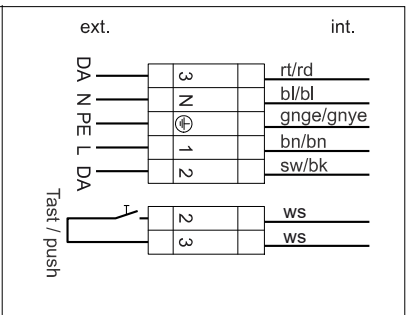 ext. int.
DA 3 rt/rd
N N bl/bl
PE gnge/gnye
L 1 bn/bn
DA 2 sw/bk
Tast / push
2 ws
3 ws